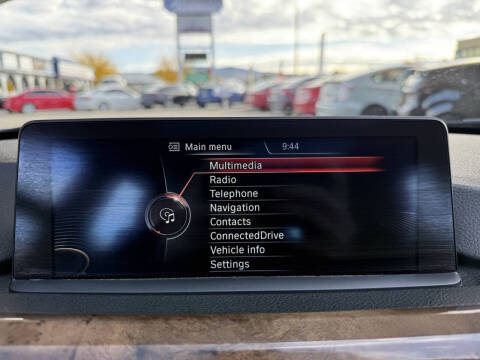 Main menu 9:44
Multimedia
Radio
Telephone
Navigation
Contacts
ConnectedDrive
Vehicle info
Settings